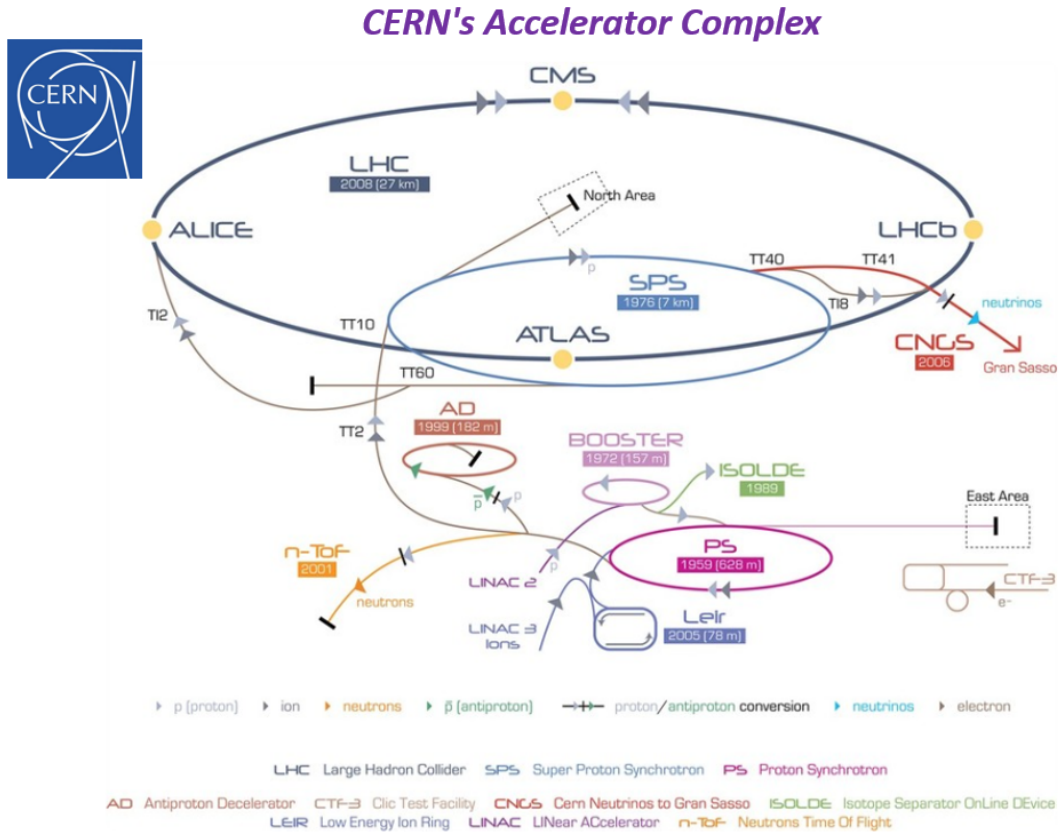 CERN's Accelerator Complex
CERN
CMS
LHC
2008 (27 km)
North Area
ALICE
LHCb
TT40
TT41
p
SPS
1976 (7 km)
TI8
neutrinos
TI2
TT10
ATLAS
CNGS
2006
Gran Sasso
TT60
AD
1999 (182 m)
TT2
BOOSTER
1972 (157 m)
ISOLDE
1989
p̄
p
East Area
n-ToF
2001
PS
1959 (628 m)
p
LINAC 2
neutrons
CTF-3
e-
LINAC 3
Ions
Leir
2005 (78 m)
p (proton) ion neutrons p̄ (antiproton) proton/antiproton conversion neutrinos electron
LHC Large Hadron Collider SPS Super Proton Synchrotron PS Proton Synchrotron
AD Antiproton Decelerator CTF-3 Clic Test Facility CNGS Cern Neutrinos to Gran Sasso ISOLDE Isotope Separator OnLine DEvice
LEIR Low Energy Ion Ring LINAC LINear ACcelerator n-ToF Neutrons Time Of Flight